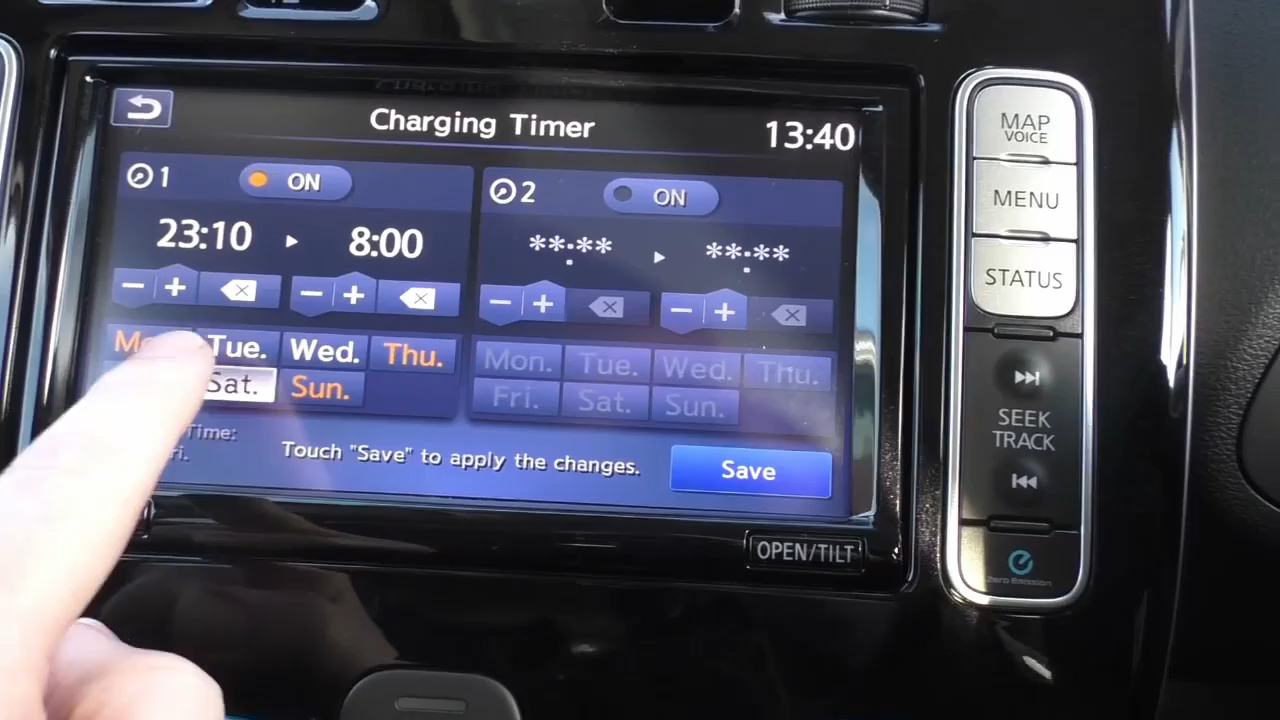 Charging Timer
13:40
1 ON
23:10 8:00
Tue. Wed. Thu.
Sat. Sun.
2 ON
**:** **:**
Mon. Tue. Wed. Thu.
Fri. Sat. Sun.
Time:
Touch "Save" to apply the changes.
Save
OPEN/TILT
MAP
VOICE
MENU
STATUS
SEEK
TRACK
Zero Emission